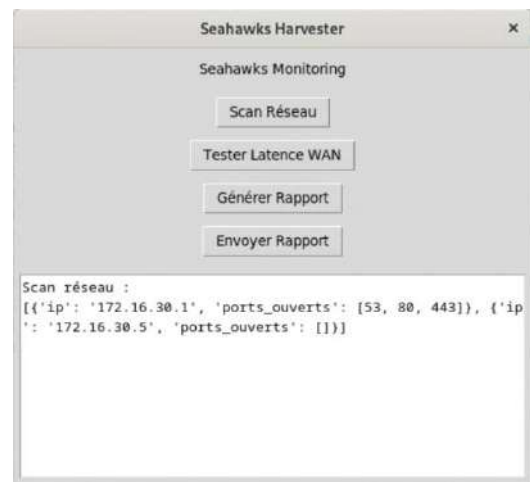 Seahawks Harvester ×
Seahawks Monitoring
Scan Réseau
Tester Latence WAN
Générer Rapport
Envoyer Rapport
Scan réseau :
[{'ip': '172.16.30.1', 'ports_ouverts': [53, 80, 443]}, {'ip
': '172.16.30.5', 'ports_ouverts': []}]